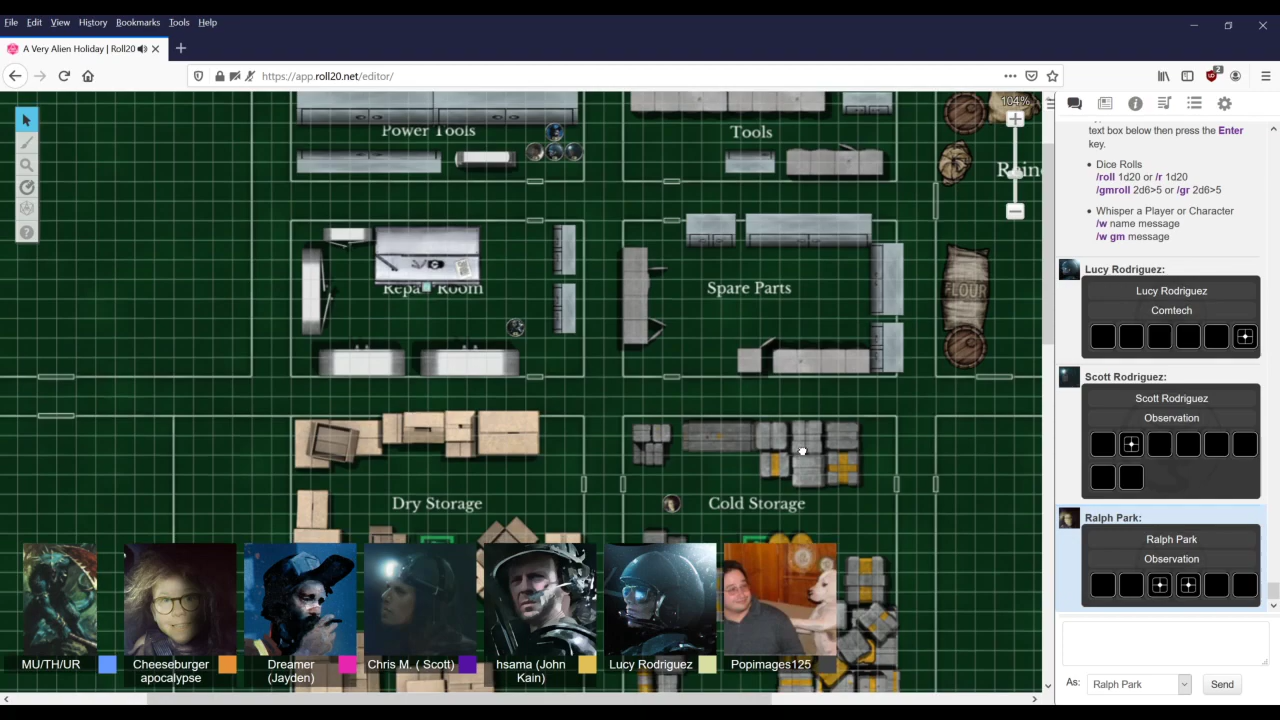 File Edit View History Bookmarks Tools Help
A Very Alien Holiday | Roll20
https://app.roll20.net/editor/
2
104%
Power Tools
Tools
Repair Room
Spare Parts
FLOUR
Dry Storage
Cold Storage
MU/TH/UR
Cheeseburger
apocalypse
Dreamer
(Jayden)
Chris M. ( Scott)
hsama (John
Kain)
Lucy Rodriguez
Popimages125
text box below then press the Enter
key.
Dice Rolls
/roll 1d20 or /r 1d20
/gmroll 2d6>5 or /gr 2d6>5
Whisper a Player or Character
/w name message
/w gm message
Lucy Rodriguez:
Lucy Rodriguez
Comtech
Scott Rodriguez:
Scott Rodriguez
Observation
Ralph Park:
Ralph Park
Observation
As: Ralph Park Send